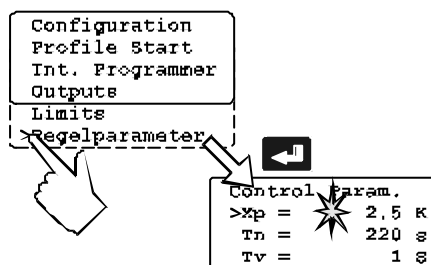 Configuration
Profile Start
Int. Programmer
Outputs
Limits
>Regelparameter
Control Param.
>Xp = 2,5 K
Tn = 220 s
Tv = 1 s